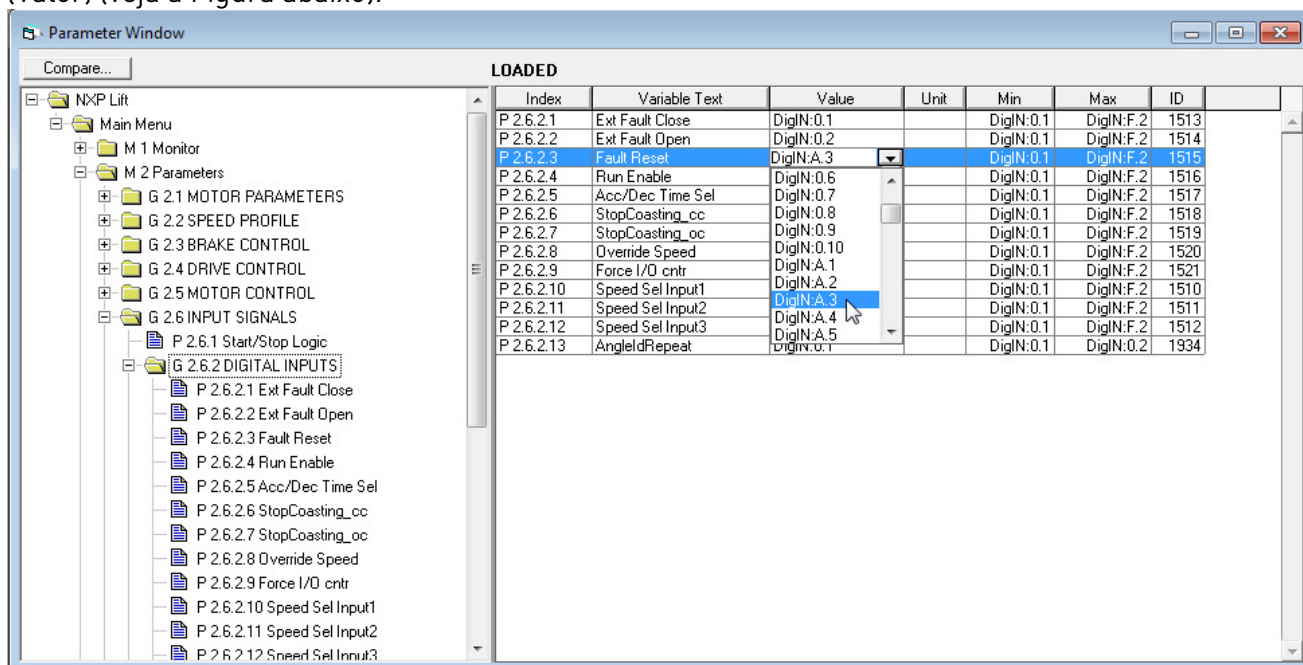 (Valor) (veja a Figura abaixo).
Parameter Window
Compare...
LOADED
NXP Lift
Main Menu
M 1 Monitor
M 2 Parameters
G 2.1 MOTOR PARAMETERS
G 2.2 SPEED PROFILE
G 2.3 BRAKE CONTROL
G 2.4 DRIVE CONTROL
G 2.5 MOTOR CONTROL
G 2.6 INPUT SIGNALS
P 2.6.1 Start/Stop Logic
G 2.6.2 DIGITAL INPUTS
P 2.6.2.1 Ext Fault Close
P 2.6.2.2 Ext Fault Open
P 2.6.2.3 Fault Reset
P 2.6.2.4 Run Enable
P 2.6.2.5 Acc/Dec Time Sel
P 2.6.2.6 StopCoasting_cc
P 2.6.2.7 StopCoasting_oc
P 2.6.2.8 Override Speed
P 2.6.2.9 Force I/O cntr
P 2.6.2.10 Speed Sel Input1
P 2.6.2.11 Speed Sel Input2
P 2.6.2.12 Speed Sel Input3
Index Variable Text Value Unit Min Max ID
P 2.6.2.1 Ext Fault Close DigIN:0.1 DigIN:0.1 DigIN:F.2 1513
P 2.6.2.2 Ext Fault Open DigIN:0.2 DigIN:0.1 DigIN:F.2 1514
P 2.6.2.3 Fault Reset DigIN:A.3 DigIN:0.1 DigIN:F.2 1515
P 2.6.2.4 Run Enable DigIN:0.1 DigIN:F.2 1516
P 2.6.2.5 Acc/Dec Time Sel DigIN:0.1 DigIN:F.2 1517
P 2.6.2.6 StopCoasting_cc DigIN:0.1 DigIN:F.2 1518
P 2.6.2.7 StopCoasting_oc DigIN:0.1 DigIN:F.2 1519
P 2.6.2.8 Override Speed DigIN:0.1 DigIN:F.2 1520
P 2.6.2.9 Force I/O cntr DigIN:0.1 DigIN:F.2 1521
P 2.6.2.10 Speed Sel Input1 DigIN:0.1 DigIN:F.2 1510
P 2.6.2.11 Speed Sel Input2 DigIN:0.1 DigIN:F.2 1511
P 2.6.2.12 Speed Sel Input3 DigIN:0.1 DigIN:F.2 1512
P 2.6.2.13 AngleIdRepeat DigIN:0.1 DigIN:0.1 DigIN:0.2 1934
DigIN:0.6
DigIN:0.7
DigIN:0.8
DigIN:0.9
DigIN:0.10
DigIN:A.1
DigIN:A.2
DigIN:A.3
DigIN:A.4
DigIN:A.5